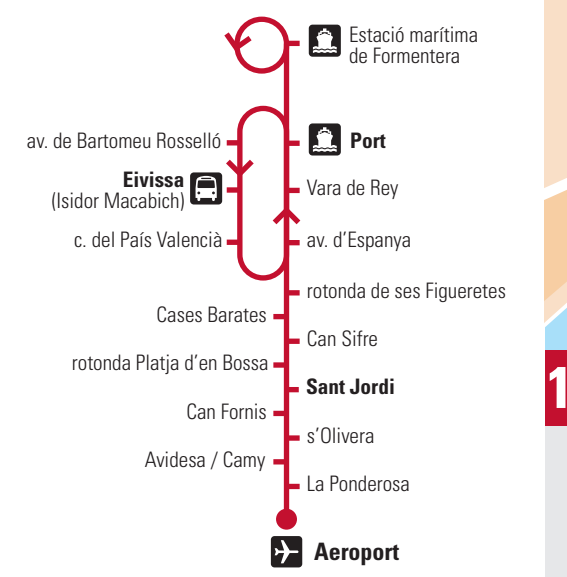 Estació marítima
de Formentera
av. de Bartomeu Rosselló
Port
Eivissa
(Isidor Macabich)
Vara de Rey
c. del País Valencià
av. d’Espanya
rotonda de ses Figueretes
Cases Barates
Can Sifre
rotonda Platja d’en Bossa
Sant Jordi
1
Can Fornis
s’Olivera
Avidesa / Camy
La Ponderosa
Aeroport